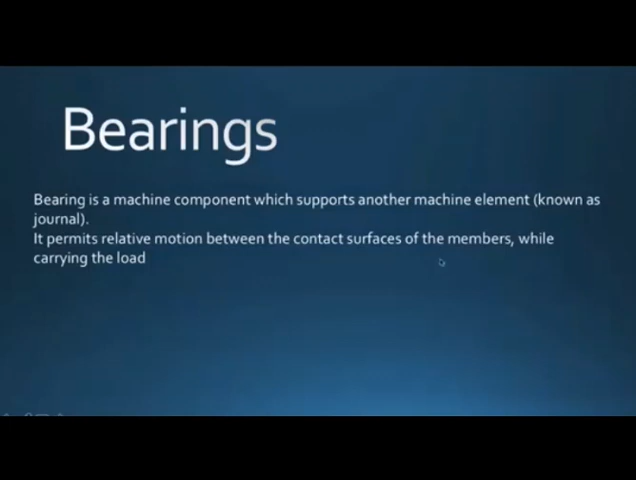 Bearings
Bearing is a machine component which supports another machine element (known as
journal).
It permits relative motion between the contact surfaces of the members, while
carrying the load